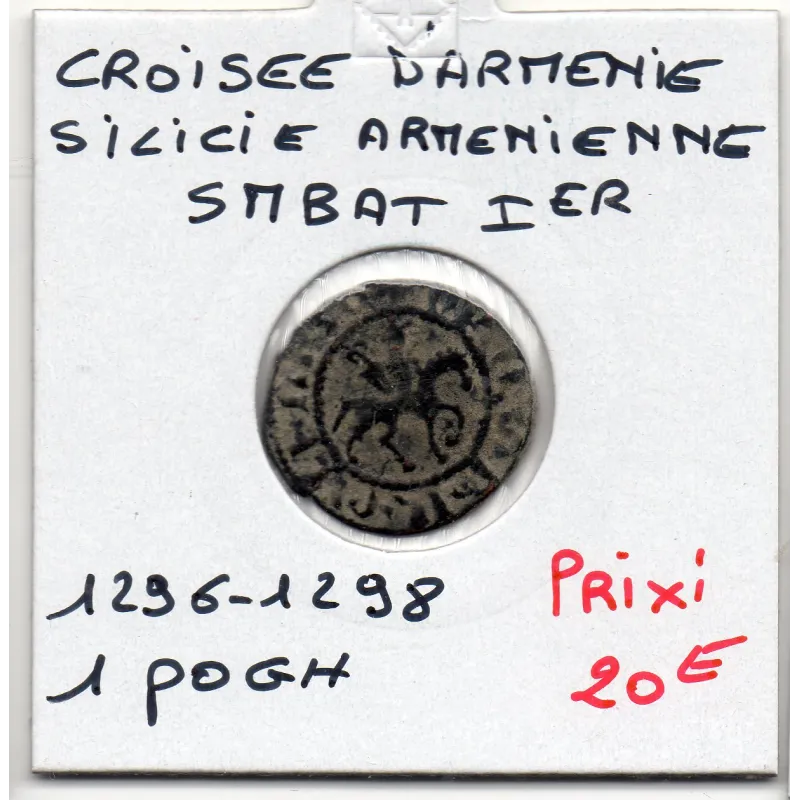 CROISEE D'ARMENIE
SILICIE ARMENIENNE
SMBAT IER
1296-1298
1 POGH
PRixi
20E